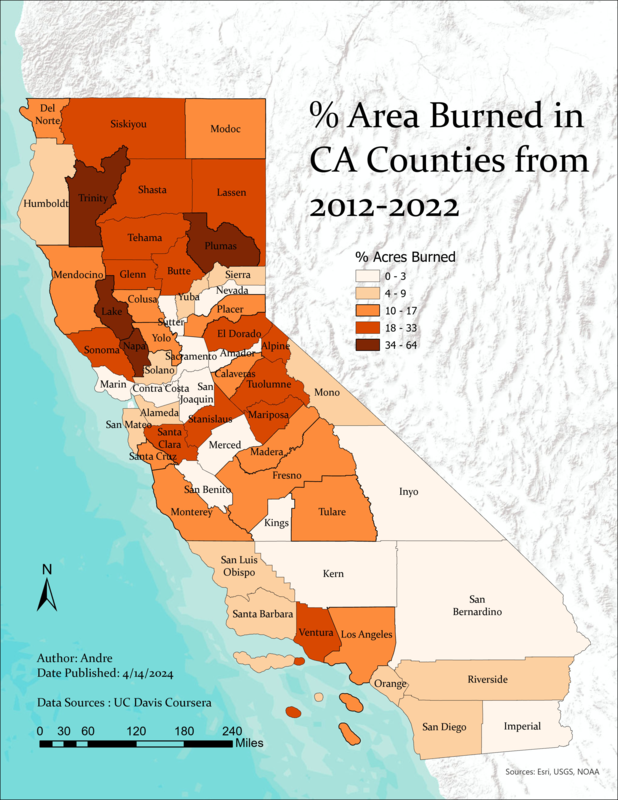 % Area Burned in
CA Counties from
2012-2022
% Acres Burned
0 - 3
4 - 9
10 - 17
18 - 33
34 - 64
Del
Norte
Siskiyou
Modoc
Humboldt
Trinity
Shasta
Lassen
Tehama
Plumas
Mendocino
Glenn
Butte
Sierra
Nevada
Lake
Colusa
Yuba
Sutter
Placer
Yolo
El Dorado
Sonoma
Napa
Sacramento
Amador
Alpine
Solano
Calaveras
Marin
Contra Costa
San
Joaquin
Tuolumne
Mono
Alameda
San Mateo
Stanislaus
Mariposa
Santa
Clara
Merced
Madera
Santa Cruz
Fresno
San Benito
Inyo
Monterey
Kings
Tulare
San Luis
Obispo
Kern
San
Bernardino
Santa Barbara
Ventura
Los Angeles
Orange
Riverside
San Diego
Imperial
N
Author: Andre
Date Published: 4/14/2024
Data Sources : UC Davis Coursera
0 30 60 120 180 240
Miles
Sources: Esri, USGS, NOAA